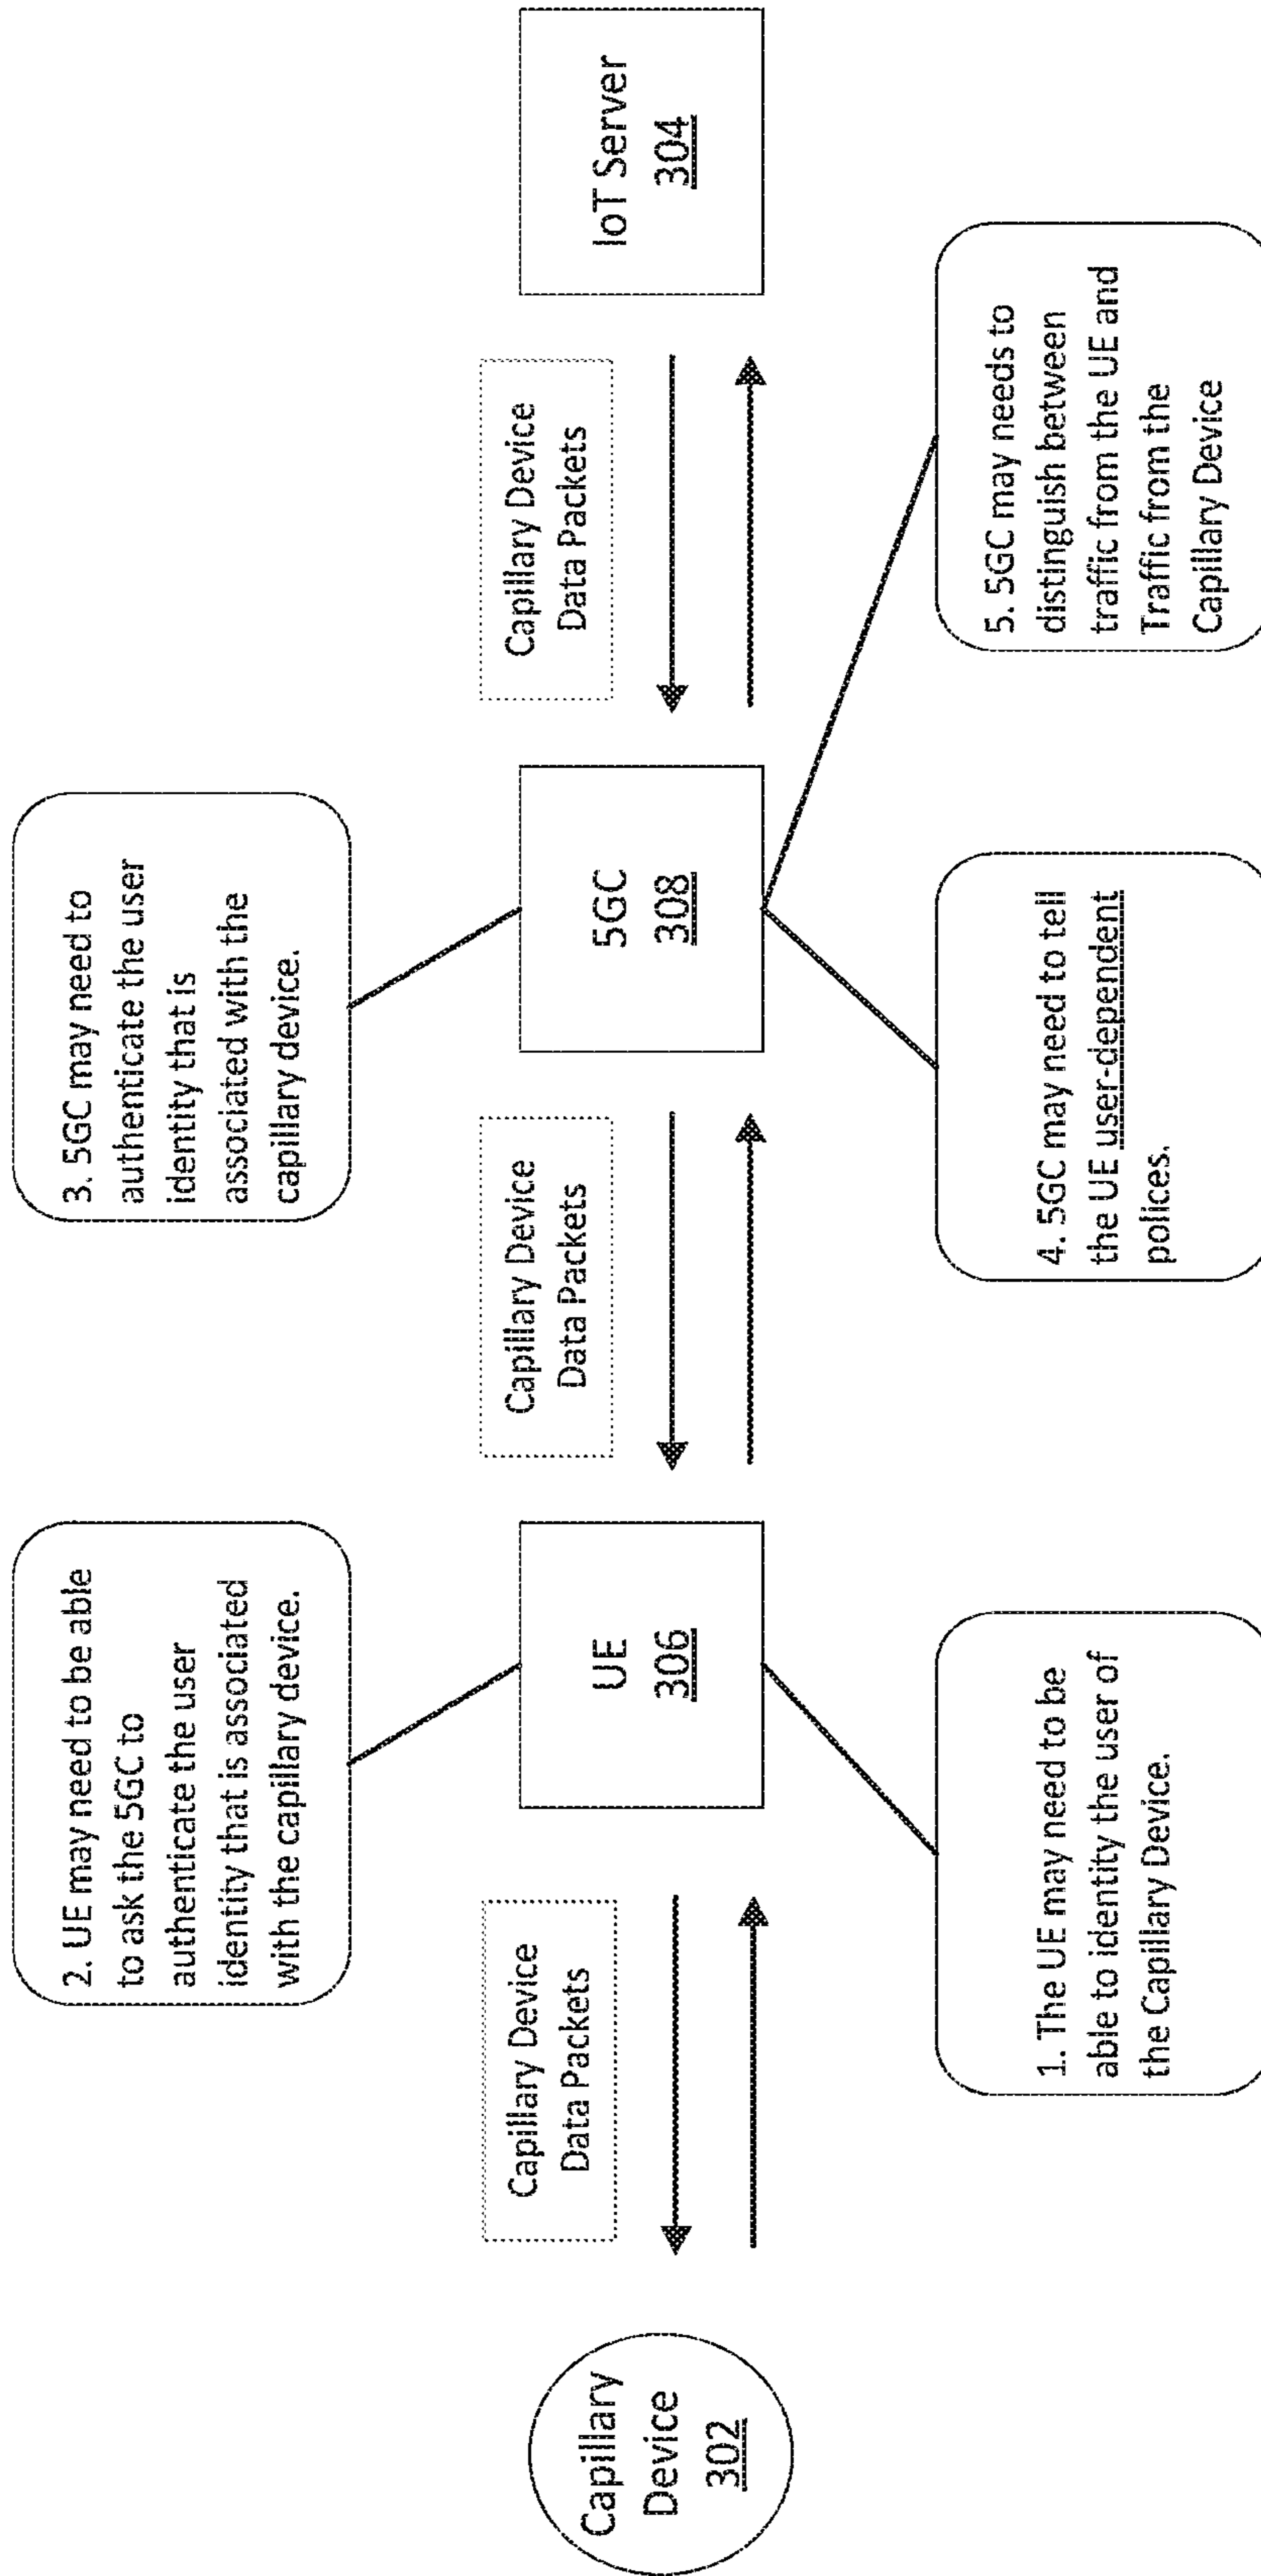 2. UE may need to be able
to ask the 5GC to
authenticate the user
identity that is associated
with the capillary device.
3. 5GC may need to
authenticate the user
identity that is
associated with the
capillary device.
Capillary
Device
302
Capillary Device
Data Packets
UE
306
Capillary Device
Data Packets
5GC
308
Capillary Device
Data Packets
IoT Server
304
1. The UE may need to be
able to identity the user of
the Capillary Device.
4. 5GC may need to tell
the UE user-dependent
polices.
5. 5GC may needs to
distinguish between
traffic from the UE and
Traffic from the
Capillary Device